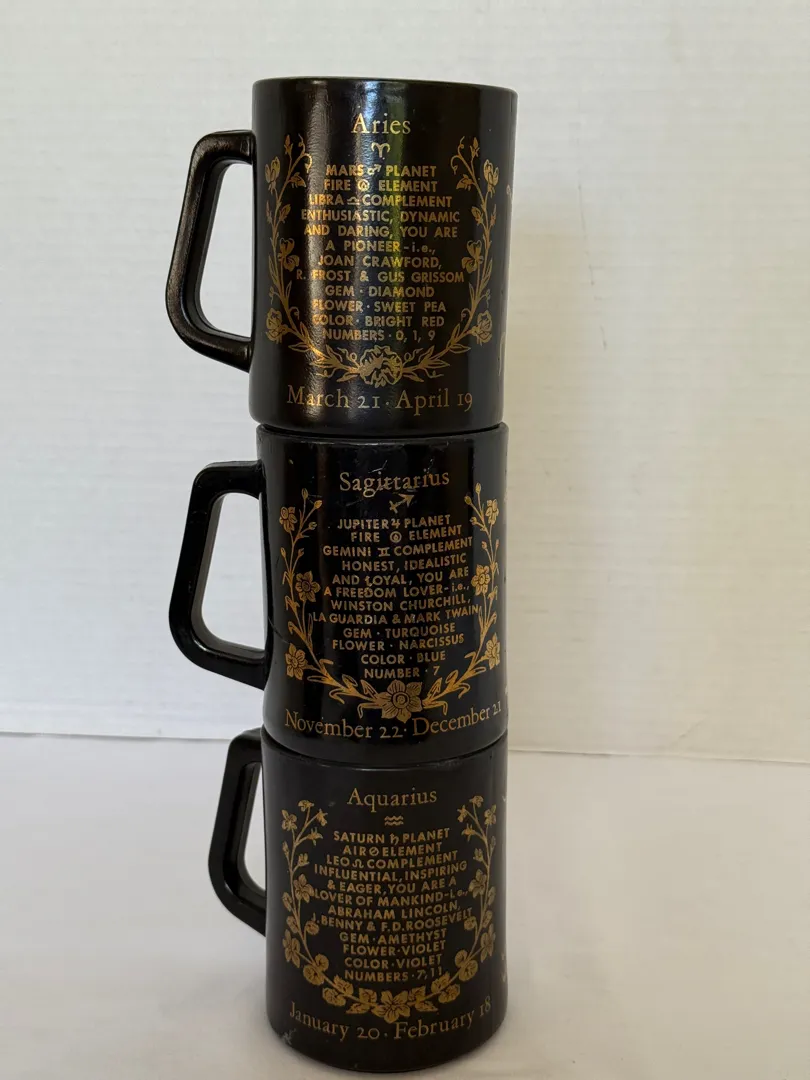 Aries
♈
MARS ♂ PLANET
FIRE ELEMENT
LIBRA ♎ COMPLEMENT
ENTHUSIASTIC, DYNAMIC
AND DARING, YOU ARE
A PIONEER - i.e.,
JOAN CRAWFORD,
R. FROST & GUS GRISSOM
GEM · DIAMOND
FLOWER · SWEET PEA
COLOR · BRIGHT RED
NUMBERS · 0, 1, 9
March 21 · April 19
Sagittarius
♐
JUPITER ♃ PLANET
FIRE ELEMENT
GEMINI ♊ COMPLEMENT
HONEST, IDEALISTIC
AND LOYAL, YOU ARE
A FREEDOM LOVER - i.e.,
WINSTON CHURCHILL,
LA GUARDIA & MARK TWAIN
GEM · TURQUOISE
FLOWER · NARCISSUS
COLOR · BLUE
NUMBER · 7
November 22 · December 21
Aquarius
♒
SATURN ♄ PLANET
AIR ELEMENT
LEO ♌ COMPLEMENT
INFLUENTIAL, INSPIRING
& EAGER, YOU ARE A
LOVER OF MANKIND - i.e.,
ABRAHAM LINCOLN,
J. BENNY & F.D. ROOSEVELT
GEM · AMETHYST
FLOWER · VIOLET
COLOR · VIOLET
NUMBERS · 7, 11
January 20 · February 18